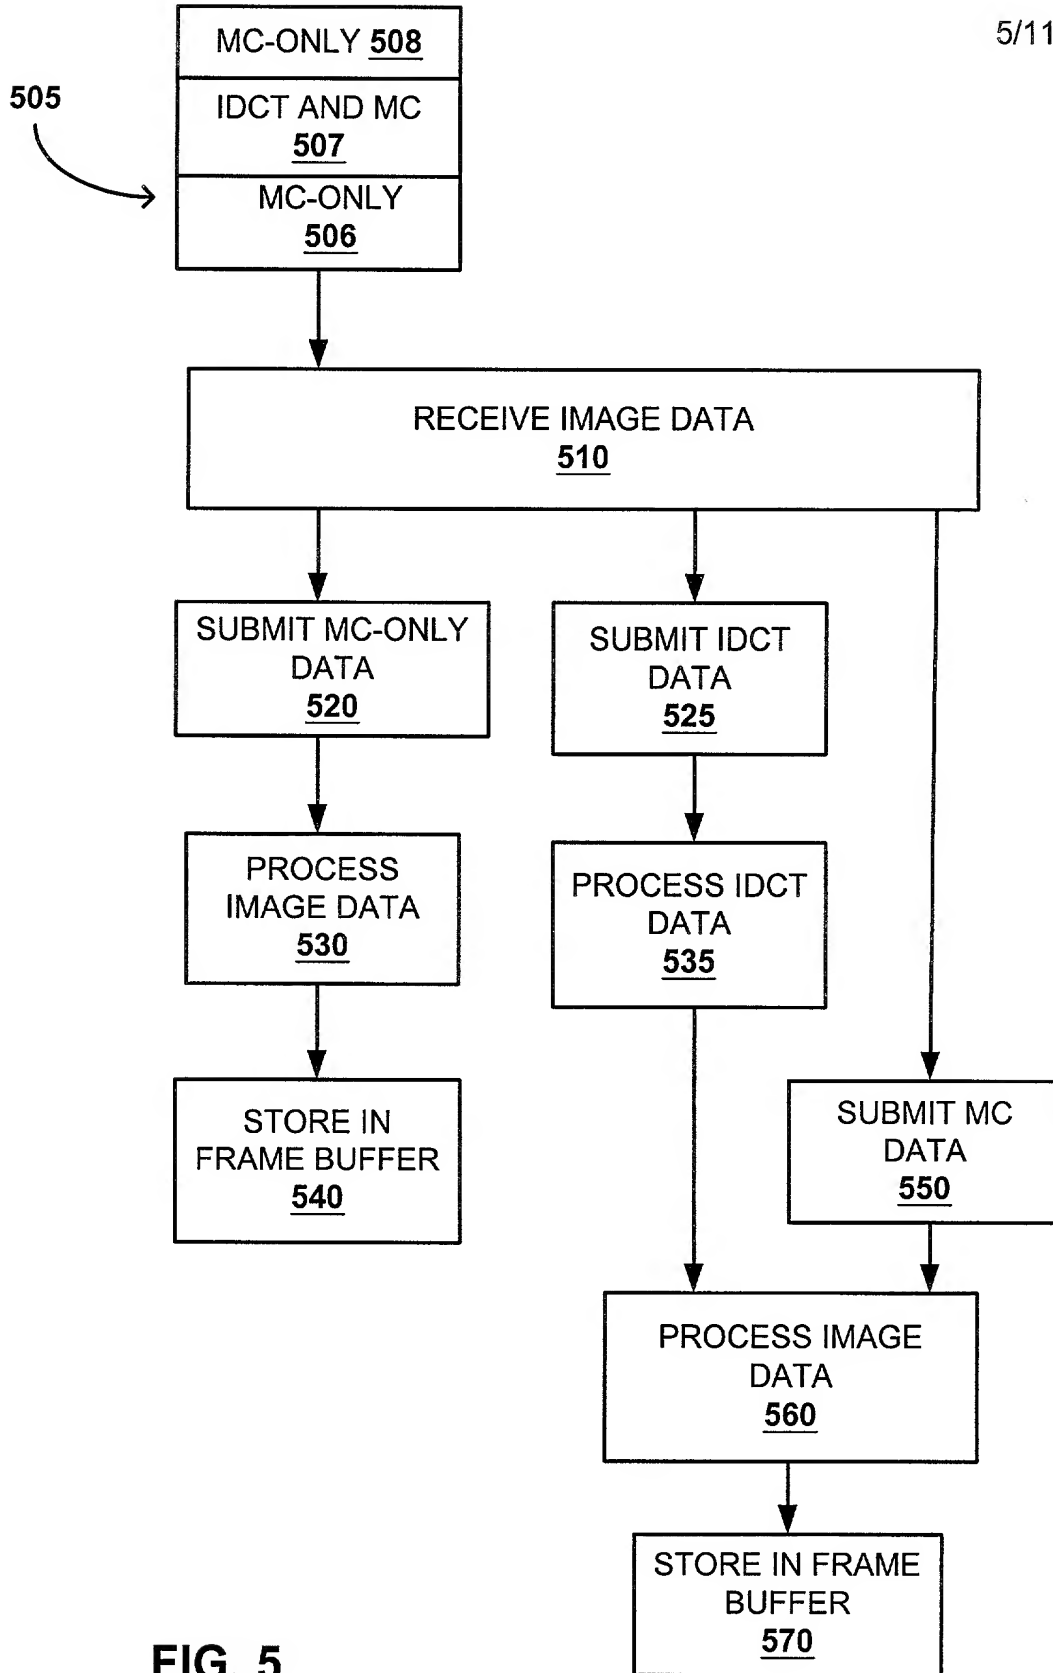 5/11
MC-ONLY 508
505
IDCT AND MC
507
MC-ONLY
506
RECEIVE IMAGE DATA
510
SUBMIT MC-ONLY
DATA
520
SUBMIT IDCT
DATA
525
PROCESS
IMAGE DATA
530
PROCESS IDCT
DATA
535
STORE IN
FRAME BUFFER
540
SUBMIT MC
DATA
550
PROCESS IMAGE
DATA
560
STORE IN FRAME
BUFFER
570
FIG. 5